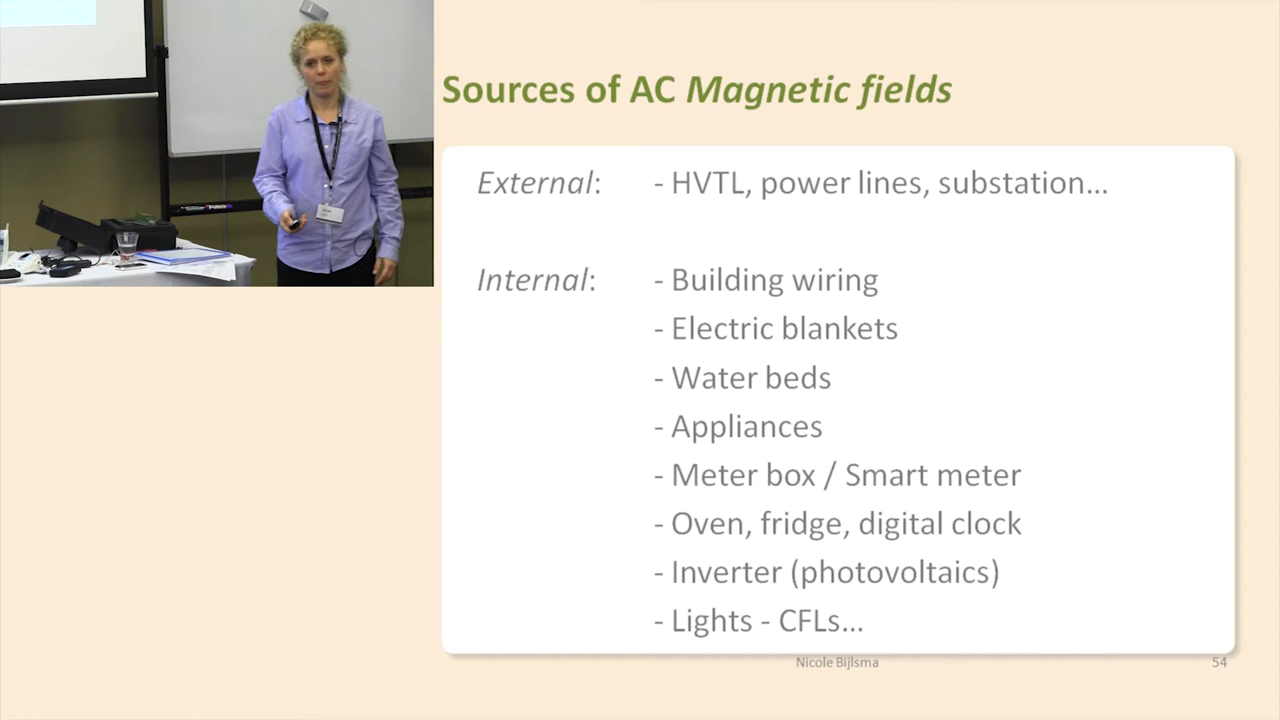 Sources of AC Magnetic fields
External: - HVTL, power lines, substation...
Internal: - Building wiring
- Electric blankets
- Water beds
- Appliances
- Meter box / Smart meter
- Oven, fridge, digital clock
- Inverter (photovoltaics)
- Lights - CFLs...
Nicole Bijlsma 54